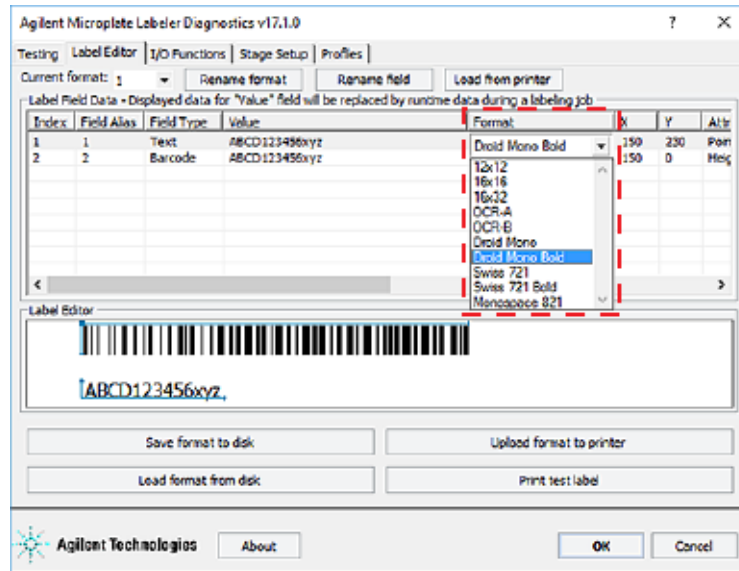 Agilent Microplate Labeler Diagnostics v17.1.0 ? ×
Testing Label Editor I/O Functions Stage Setup Profiles
Current format: 1 Rename format Rename field Load from printer
Label Field Data - Displayed data for "Value" field will be replaced by runtime data during a labeling job
Index Field Alias Field Type Value Format X Y Attr
1 1 Text ABCD123456xyz Droid Mono Bold 150 230 Poin
2 2 Barcode ABCD123456xyz 150 0 Heig
12x12
16x16
16x32
OCR-A
OCR-B
Droid Mono
Droid Mono Bold
Swiss 721
Swiss 721 Bold
Monospace 821
Label Editor
ABCD123456xyz
Save format to disk Upload format to printer
Load format from disk Print test label
Agilent Technologies About OK Cancel